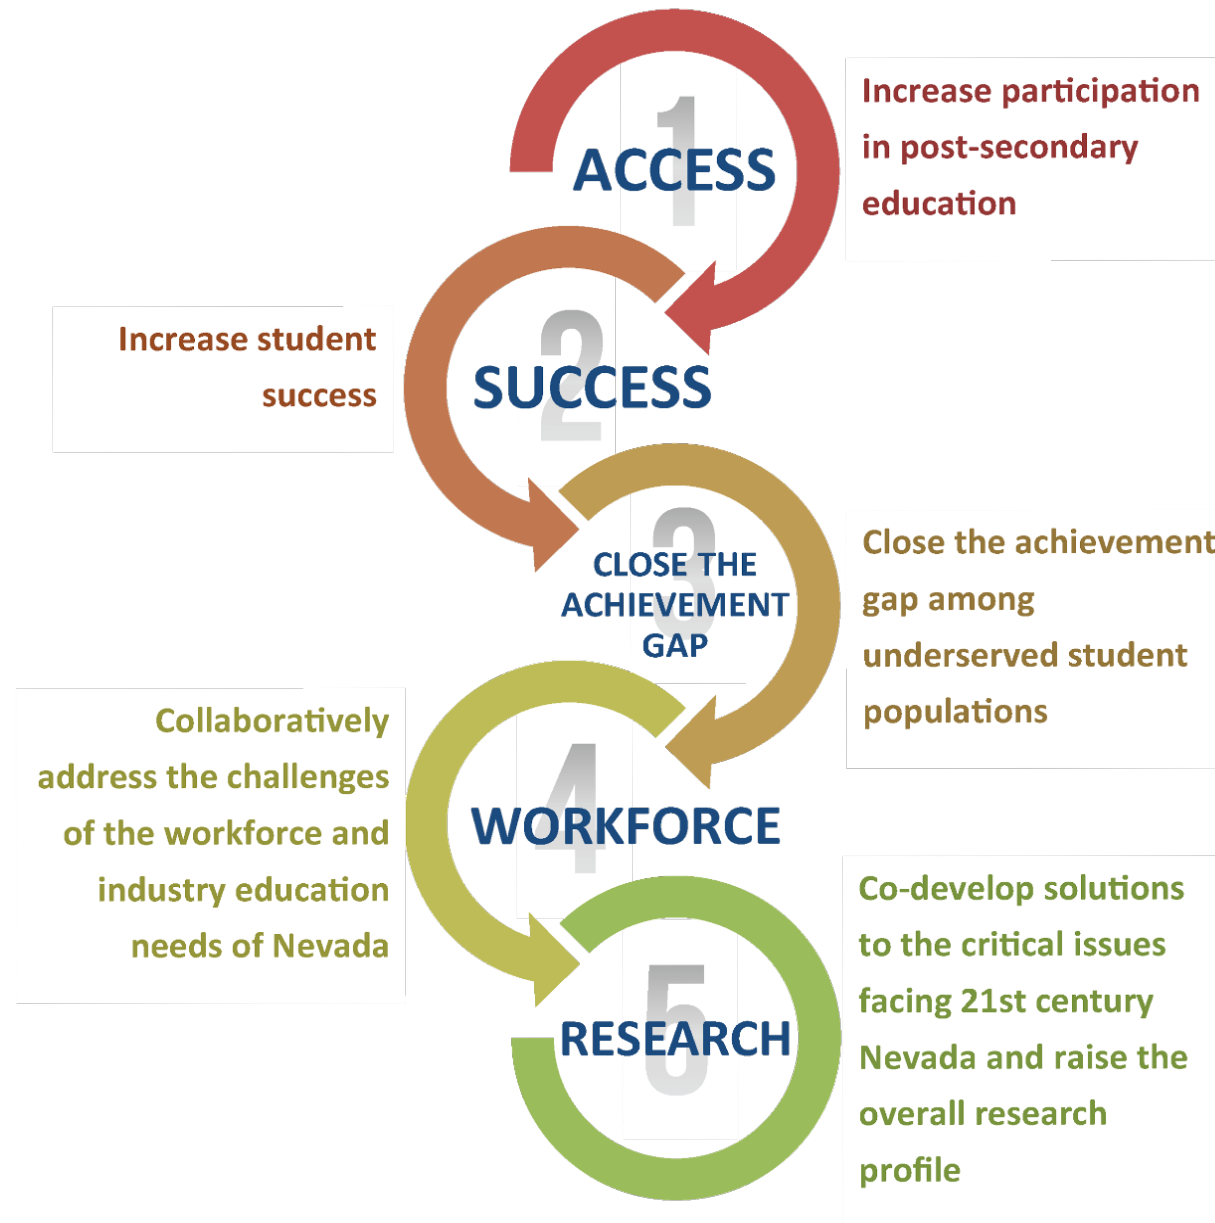 1
ACCESS
Increase participation
in post-secondary
education
2
SUCCESS
Increase student
success
3
CLOSE THE
ACHIEVEMENT
GAP
Close the achievement
gap among
underserved student
populations
4
WORKFORCE
Collaboratively
address the challenges
of the workforce and
industry education
needs of Nevada
5
RESEARCH
Co-develop solutions
to the critical issues
facing 21st century
Nevada and raise the
overall research
profile